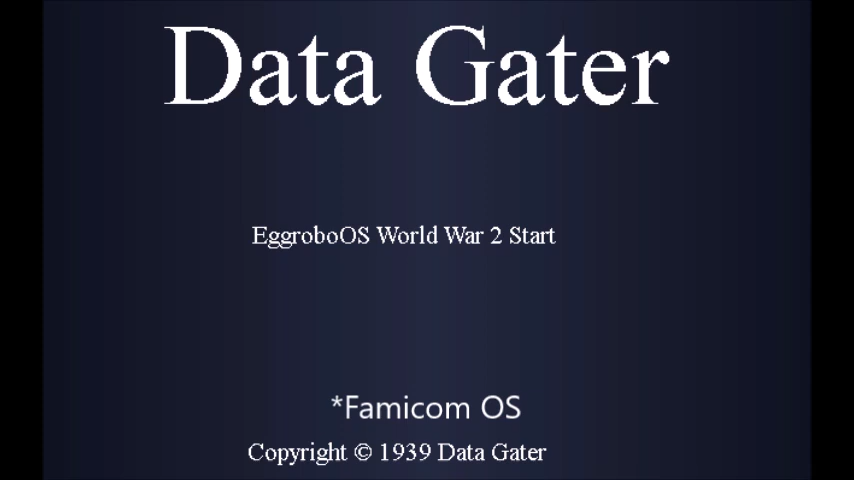 Data Gater
EggroboOS World War 2 Start
*Famicom OS
Copyright © 1939 Data Gater